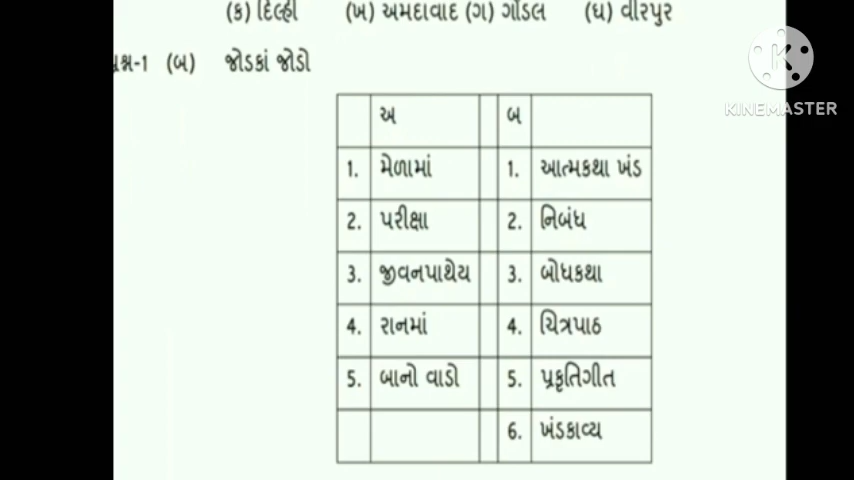 (ક) દિલ્હી (ખ) અમદાવાદ (ગ) ગોંડલ (ઘ) વીરપુર
પ્રશ્ન-1 (બ) જોડકાં જોડો
KINEMASTER
અ બ
1. મેળામાં 1. આત્મકથા ખંડ
2. પરીક્ષા 2. નિબંધ
3. જીવનપાથેય 3. બોધકથા
4. રાનમાં 4. ચિત્રપાઠ
5. બાનો વાડો 5. પ્રકૃતિગીત
6. ખંડકાવ્ય